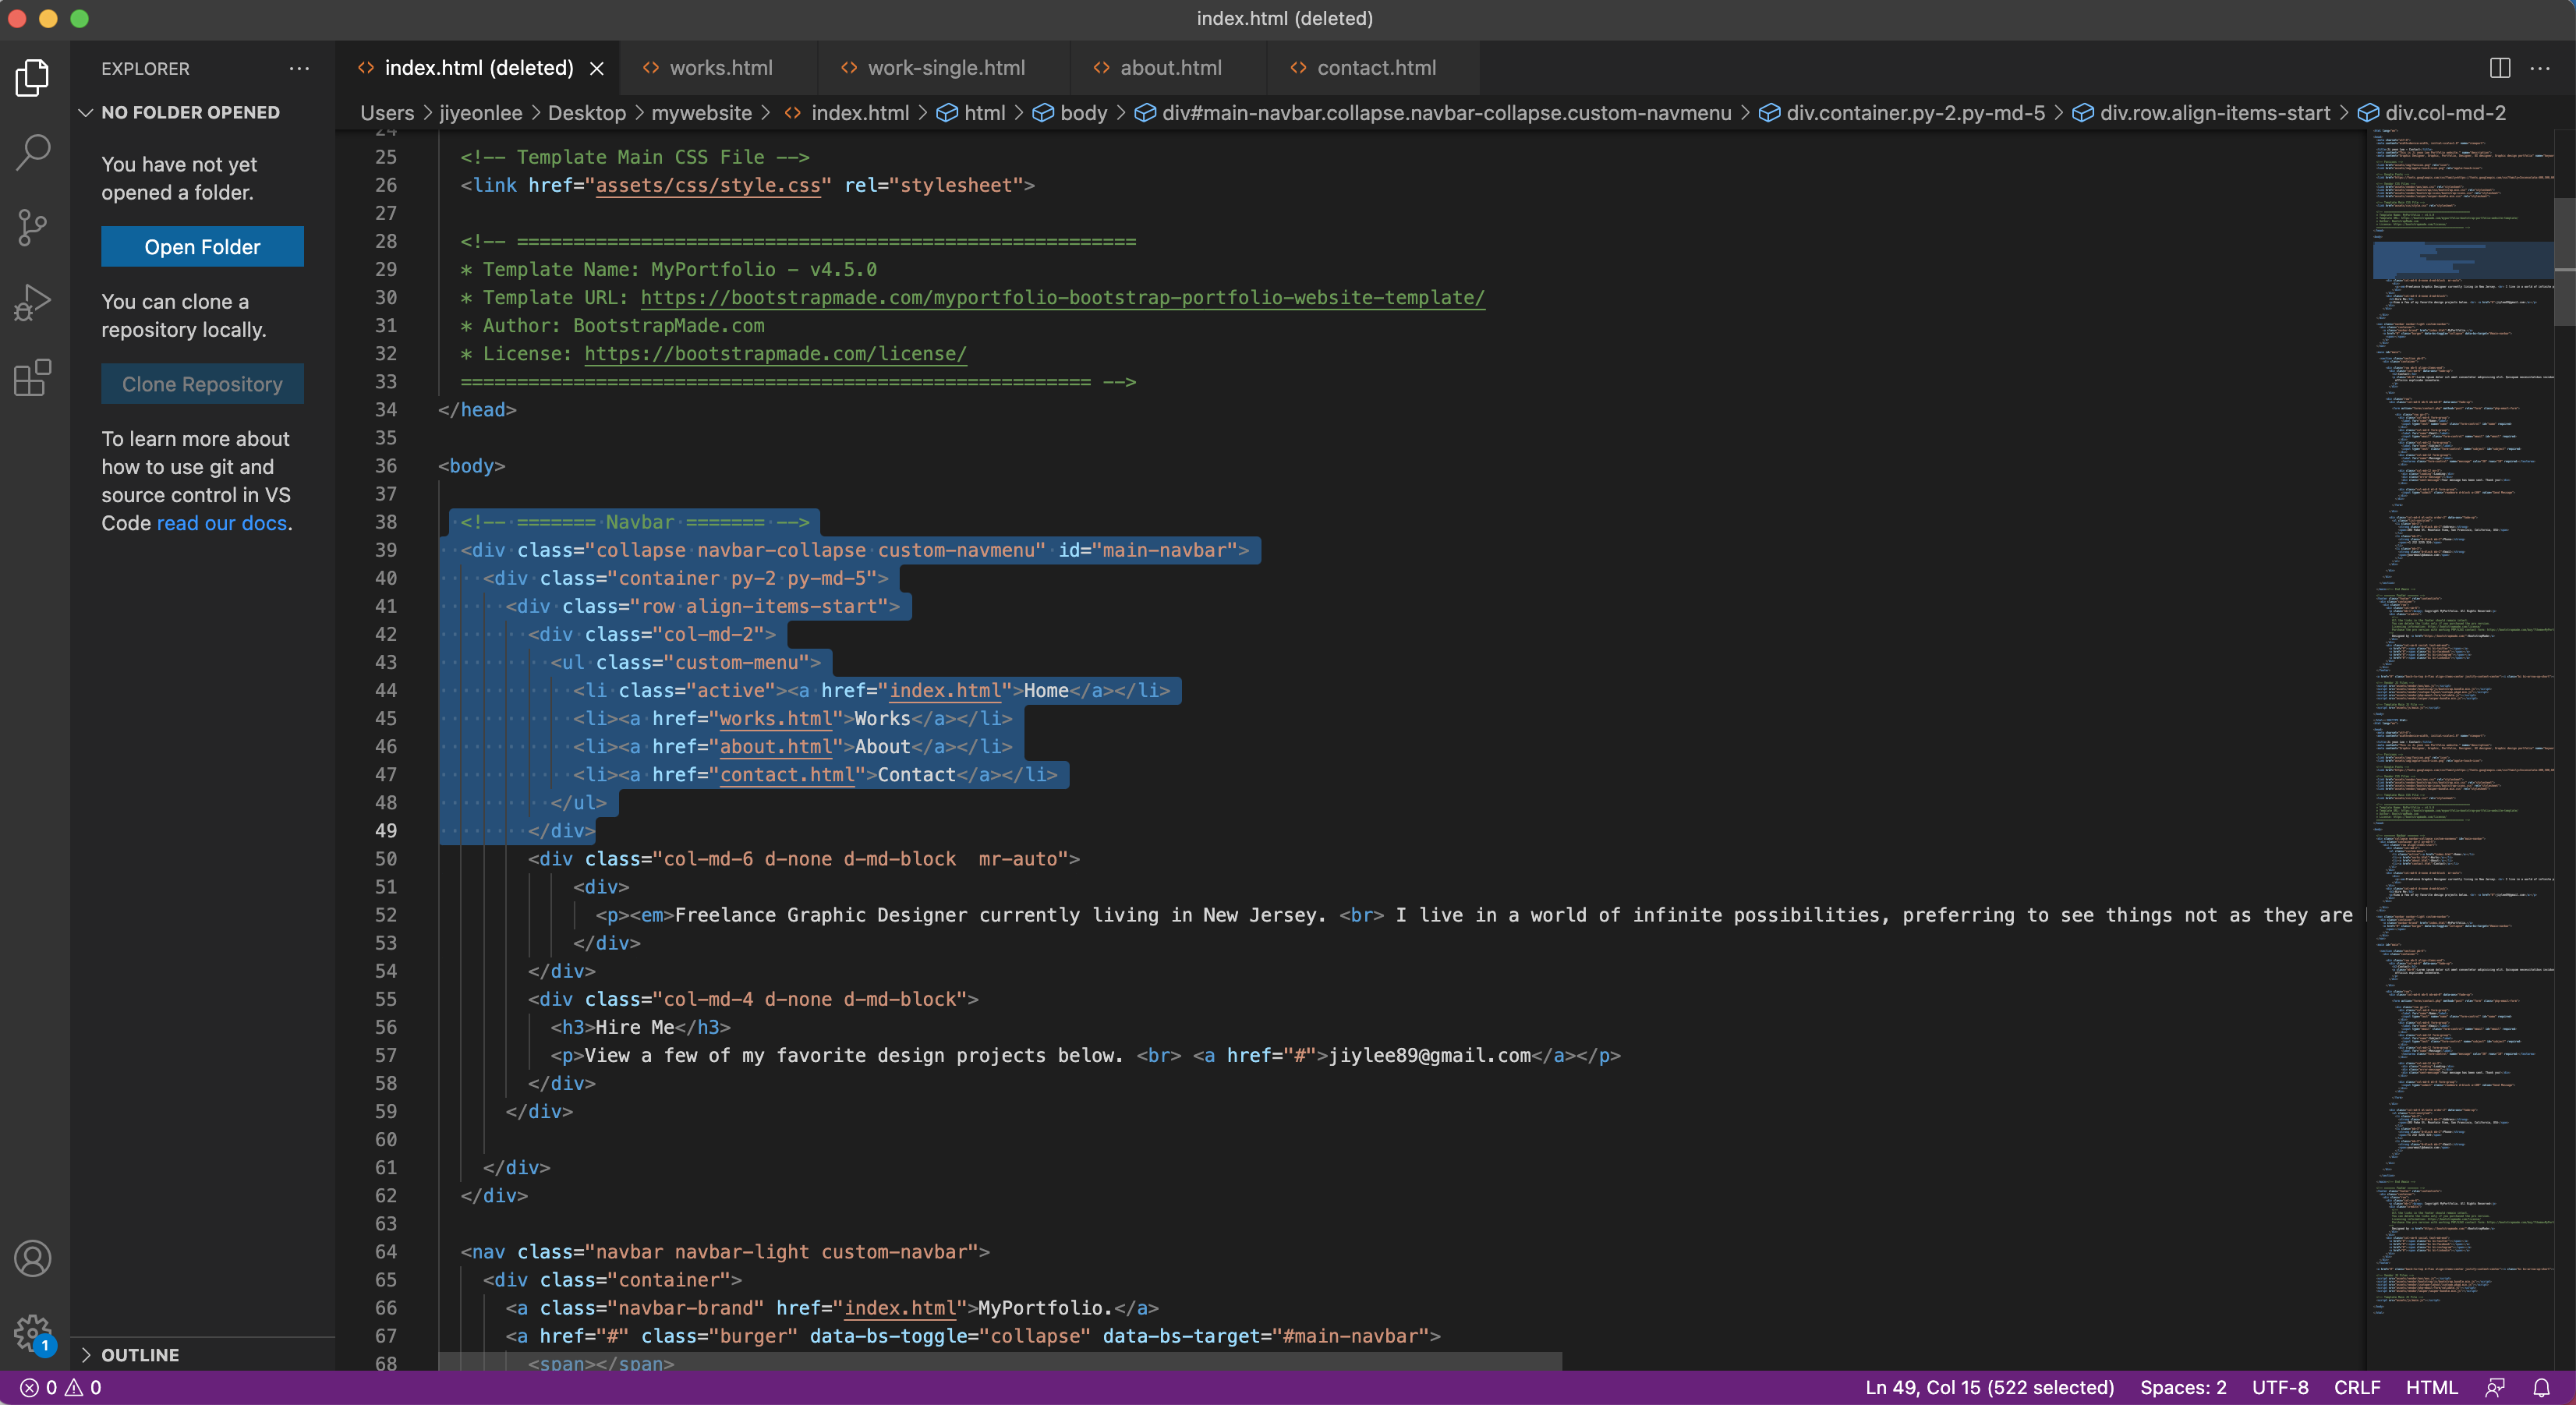 index.html (deleted)
EXPLORER
index.html (deleted)
works.html
work-single.html
about.html
contact.html
NO FOLDER OPENED
Users > jiyeonlee > Desktop > mywebsite > index.html > html > body > div#main-navbar.collapse.navbar-collapse.custom-navmenu > div.container.py-2.py-md-5 > div.row.align-items-start > div.col-md-2
You have not yet
opened a folder.
Open Folder
You can clone a
repository locally.
Clone Repository
To learn more about
how to use git and
source control in VS
Code read our docs.
OUTLINE
24
25 <!-- Template Main CSS File -->
26 <link href="assets/css/style.css" rel="stylesheet">
27
28 <!-- =======================================================
29 * Template Name: MyPortfolio - v4.5.0
30 * Template URL: https://bootstrapmade.com/myportfolio-bootstrap-portfolio-website-template/
31 * Author: BootstrapMade.com
32 * License: https://bootstrapmade.com/license/
33 ======================================================== -->
34 </head>
35
36 <body>
37
38 <!-- ======= Navbar ======= -->
39 <div class="collapse navbar-collapse custom-navmenu" id="main-navbar">
40 <div class="container py-2 py-md-5">
41 <div class="row align-items-start">
42 <div class="col-md-2">
43 <ul class="custom-menu">
44 <li class="active"><a href="index.html">Home</a></li>
45 <li><a href="works.html">Works</a></li>
46 <li><a href="about.html">About</a></li>
47 <li><a href="contact.html">Contact</a></li>
48 </ul>
49 </div>
50 <div class="col-md-6 d-none d-md-block  mr-auto">
51 <div>
52 <p><em>Freelance Graphic Designer currently living in New Jersey. <br> I live in a world of infinite possibilities, preferring to see things not as they are
53 </div>
54 </div>
55 <div class="col-md-4 d-none d-md-block">
56 <h3>Hire Me</h3>
57 <p>View a few of my favorite design projects below. <br> <a href="#">jiylee89@gmail.com</a></p>
58 </div>
59 </div>
60
61 </div>
62 </div>
63
64 <nav class="navbar navbar-light custom-navbar">
65 <div class="container">
66 <a class="navbar-brand" href="index.html">MyPortfolio.</a>
67 <a href="#" class="burger" data-bs-toggle="collapse" data-bs-target="#main-navbar">
68 <span></span>
1
0 0
Ln 49, Col 15 (522 selected)
Spaces: 2
UTF-8
CRLF
HTML